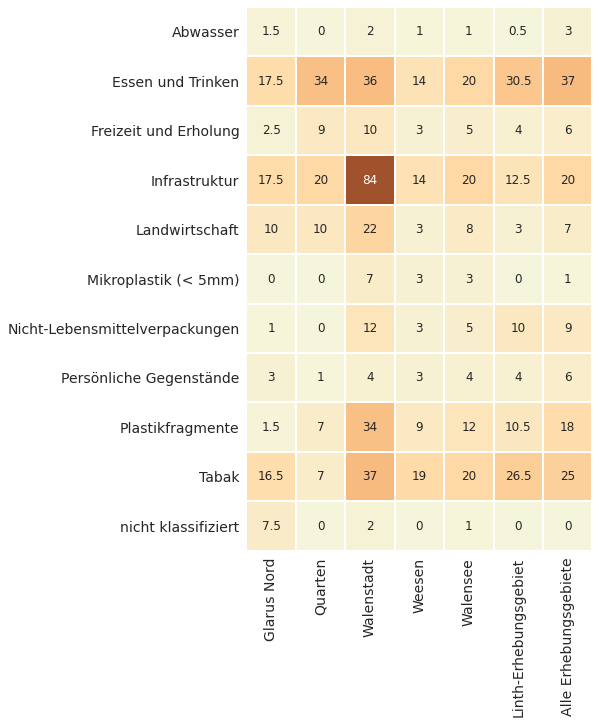 Abwasser 1.5 0 2 1 1 0.5 3
Essen und Trinken 17.5 34 36 14 20 30.5 37
Freizeit und Erholung 2.5 9 10 3 5 4 6
Infrastruktur 17.5 20 84 14 20 12.5 20
Landwirtschaft 10 10 22 3 8 3 7
Mikroplastik (< 5mm) 0 0 7 3 3 0 1
Nicht-Lebensmittelverpackungen 1 0 12 3 5 10 9
Persönliche Gegenstände 3 1 4 3 4 4 6
Plastikfragmente 1.5 7 34 9 12 10.5 18
Tabak 16.5 7 37 19 20 26.5 25
nicht klassifiziert 7.5 0 2 0 1 0 0
Glarus Nord
Quarten
Walenstadt
Weesen
Walensee
Linth-Erhebungsgebiet
Alle Erhebungsgebiete